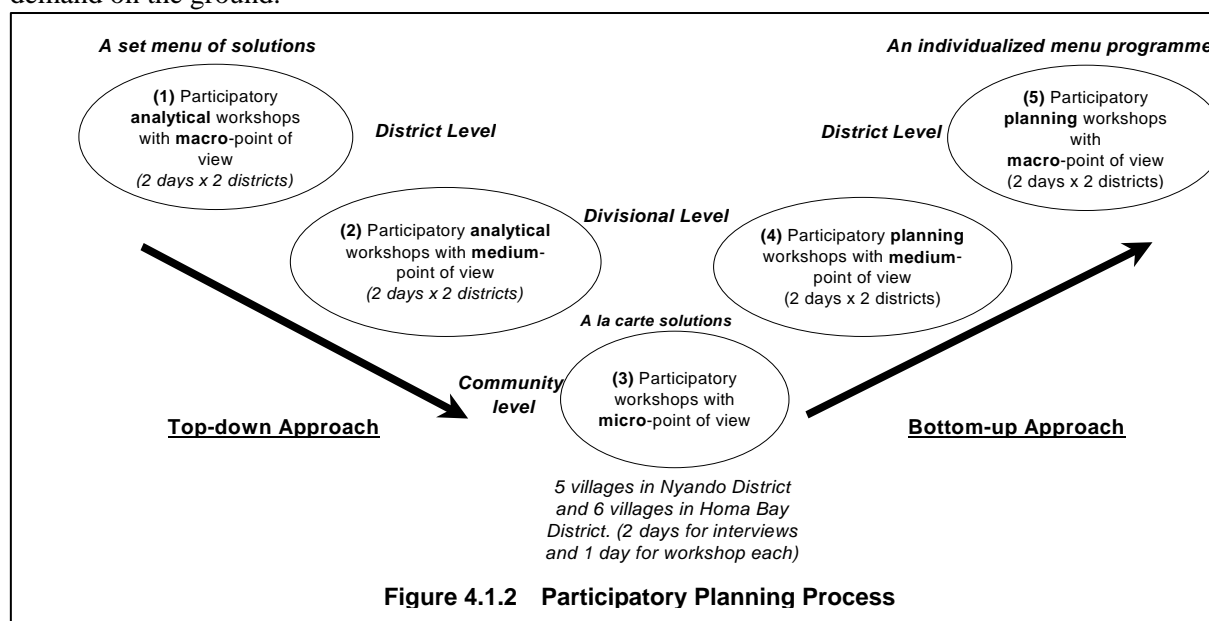 demand on the ground.
A set menu of solutions
An individualized menu programme
(1) Participatory
analytical workshops
with macro-point of
view
(2 days x 2 districts)
District Level
District Level
(5) Participatory
planning workshops
with
macro-point of view
(2 days x 2 districts)
(2) Participatory analytical
workshops with medium-
point of view
(2 days x 2 districts)
Divisional Level
(4) Participatory planning
workshops with medium-
point of view
(2 days x 2 districts)
A la carte solutions
Community
level
(3) Participatory
workshops with
micro-point of view
Top-down Approach
Bottom-up Approach
5 villages in Nyando District
and 6 villages in Homa Bay
District. (2 days for interviews
and 1 day for workshop each)
Figure 4.1.2 Participatory Planning Process